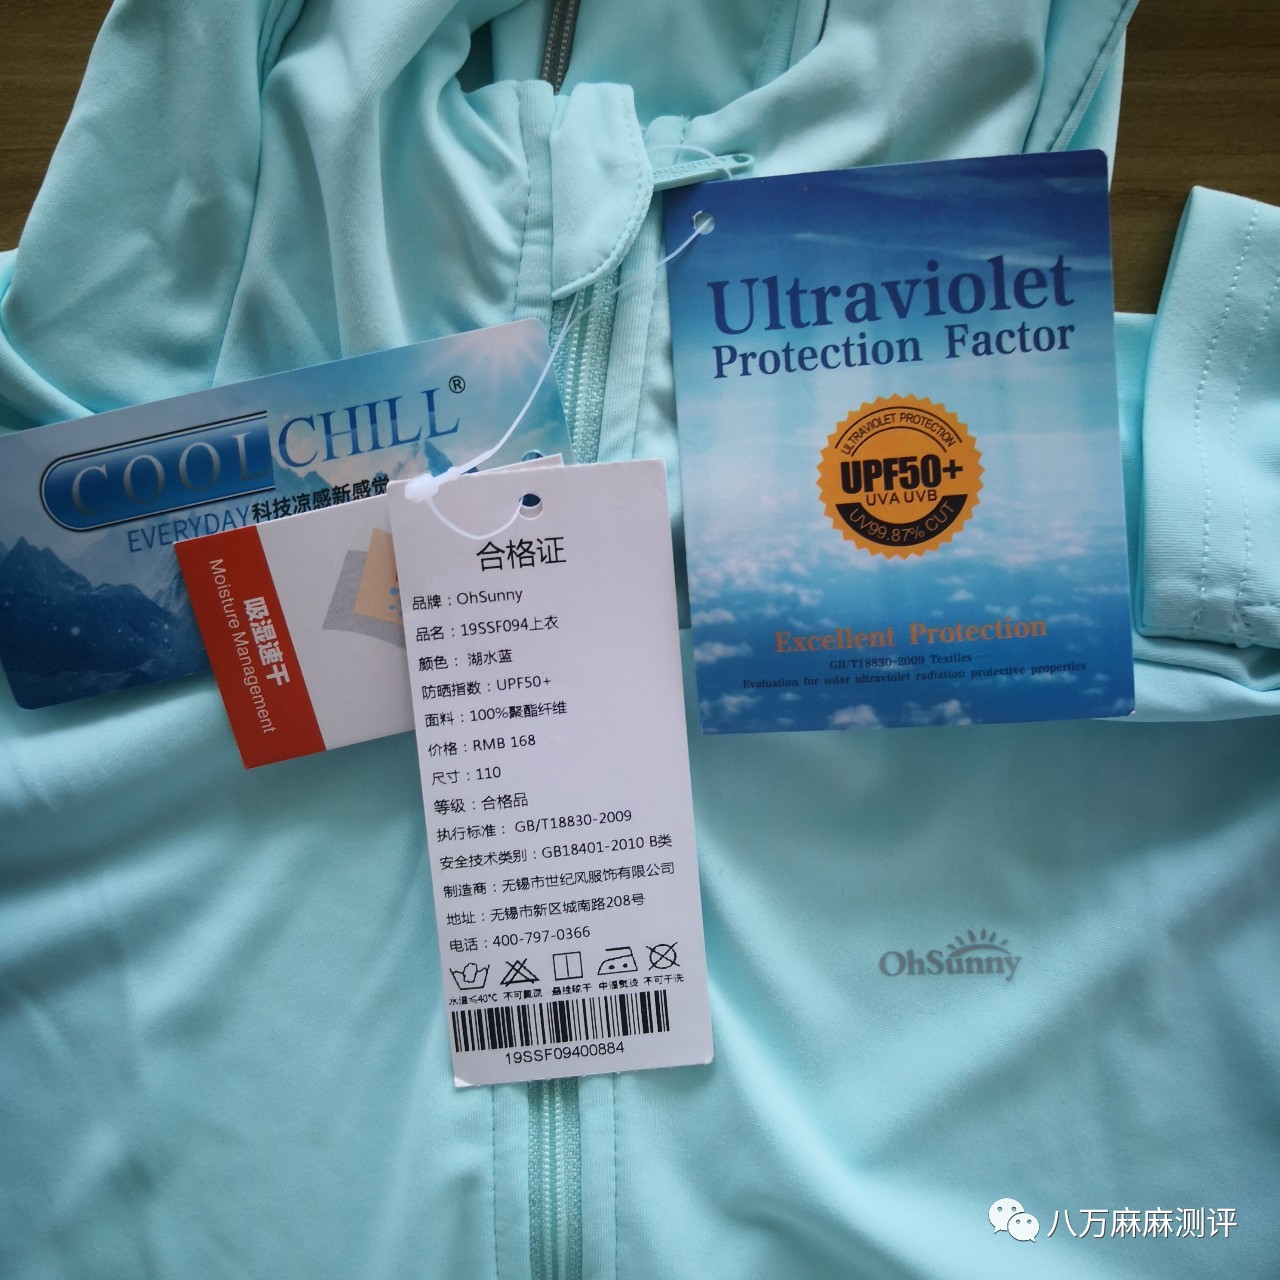 COOLCHILL®
EVERYDAY科技凉感新感觉
吸湿速干
Moisture Management
合格证
品牌：OhSunny
品名：19SSF094上衣
颜色： 湖水蓝
防晒指数：UPF50+
面料：100%聚酯纤维
价格：RMB 168
尺寸：110
等级：合格品
执行标准： GB/T18830-2009
安全技术类别：GB18401-2010 B类
制造商：无锡市世纪风服饰有限公司
地址：无锡市新区城南路208号
电话：400-797-0366
水温≤40℃ 不可氯漂 悬挂晾干 中温熨烫 不可干洗
19SSF09400884
Ultraviolet
Protection Factor
ULTRAVIOLET PROTECTION
UPF50+
UVA UVB
UV99.87% CUT
Excellent Protection
GB/T18830-2009 Textiles —
Evaluation for solar ultraviolet radiation protective properties
OhSunny
八万麻麻测评